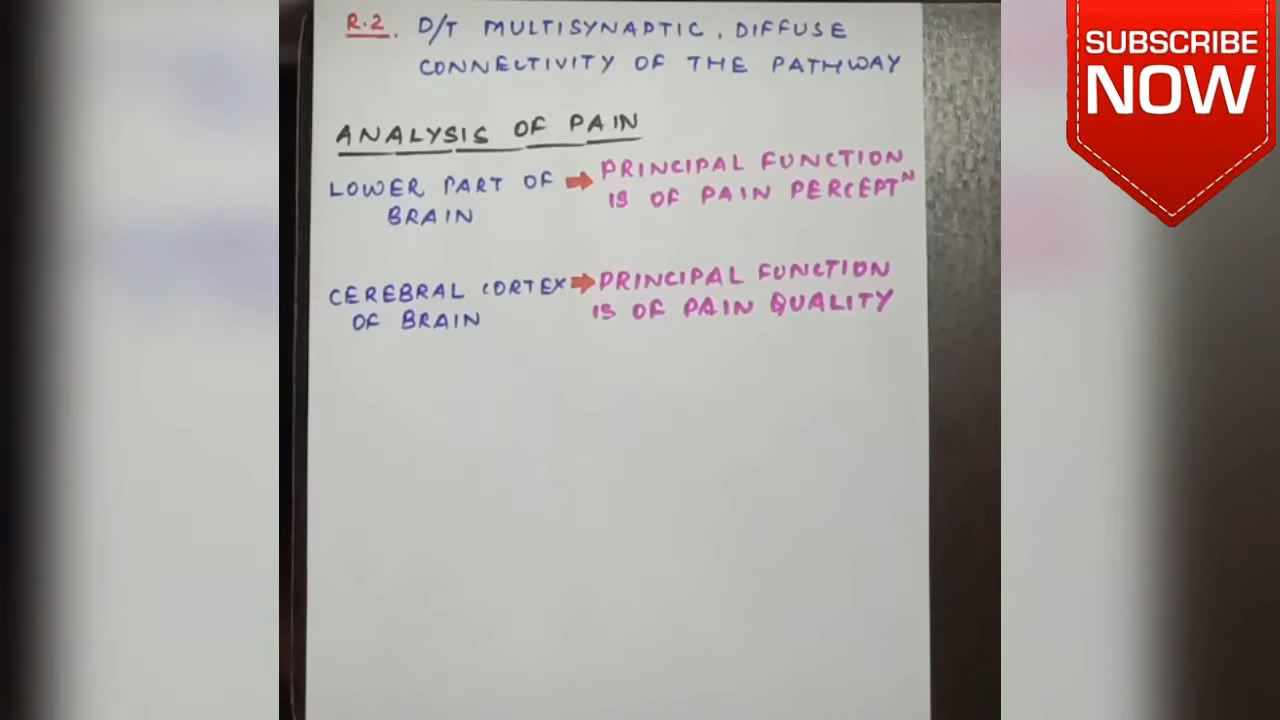 R.2. D/T MULTISYNAPTIC, DIFFUSE
CONNECTIVITY OF THE PATHWAY
ANALYSIS OF PAIN
LOWER PART OF ➡ PRINCIPAL FUNCTION
BRAIN IS OF PAIN PERCEPTᴺ
CEREBRAL CORTEX ➡ PRINCIPAL FUNCTION
OF BRAIN IS OF PAIN QUALITY
SUBSCRIBE
NOW